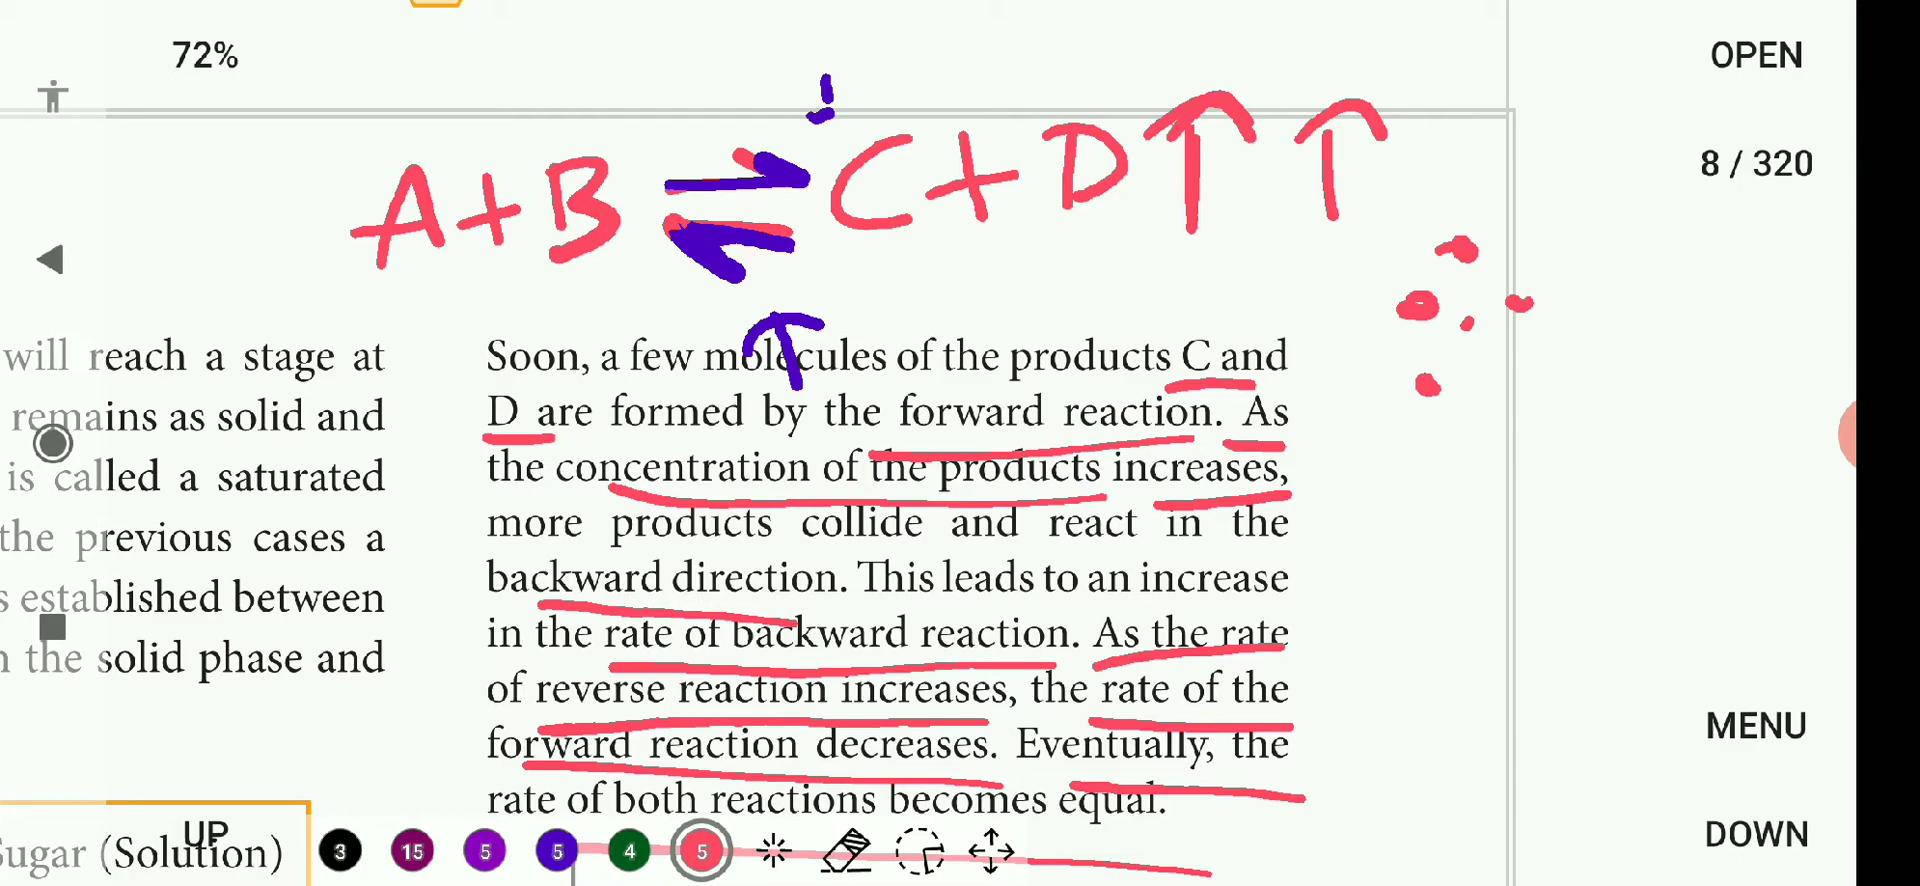 72%
OPEN
8 / 320
A+B ⇌ C+D↑↑
will reach a stage at
remains as solid and
is called a saturated
the previous cases a
s established between
n the solid phase and
Soon, a few molecules of the products C and
D are formed by the forward reaction. As
the concentration of the products increases,
more products collide and react in the
backward direction. This leads to an increase
in the rate of backward reaction. As the rate
of reverse reaction increases, the rate of the
forward reaction decreases. Eventually, the
rate of both reactions becomes equal.
MENU
DOWN
UP
Sugar (Solution)
3 15 5 5 4 5